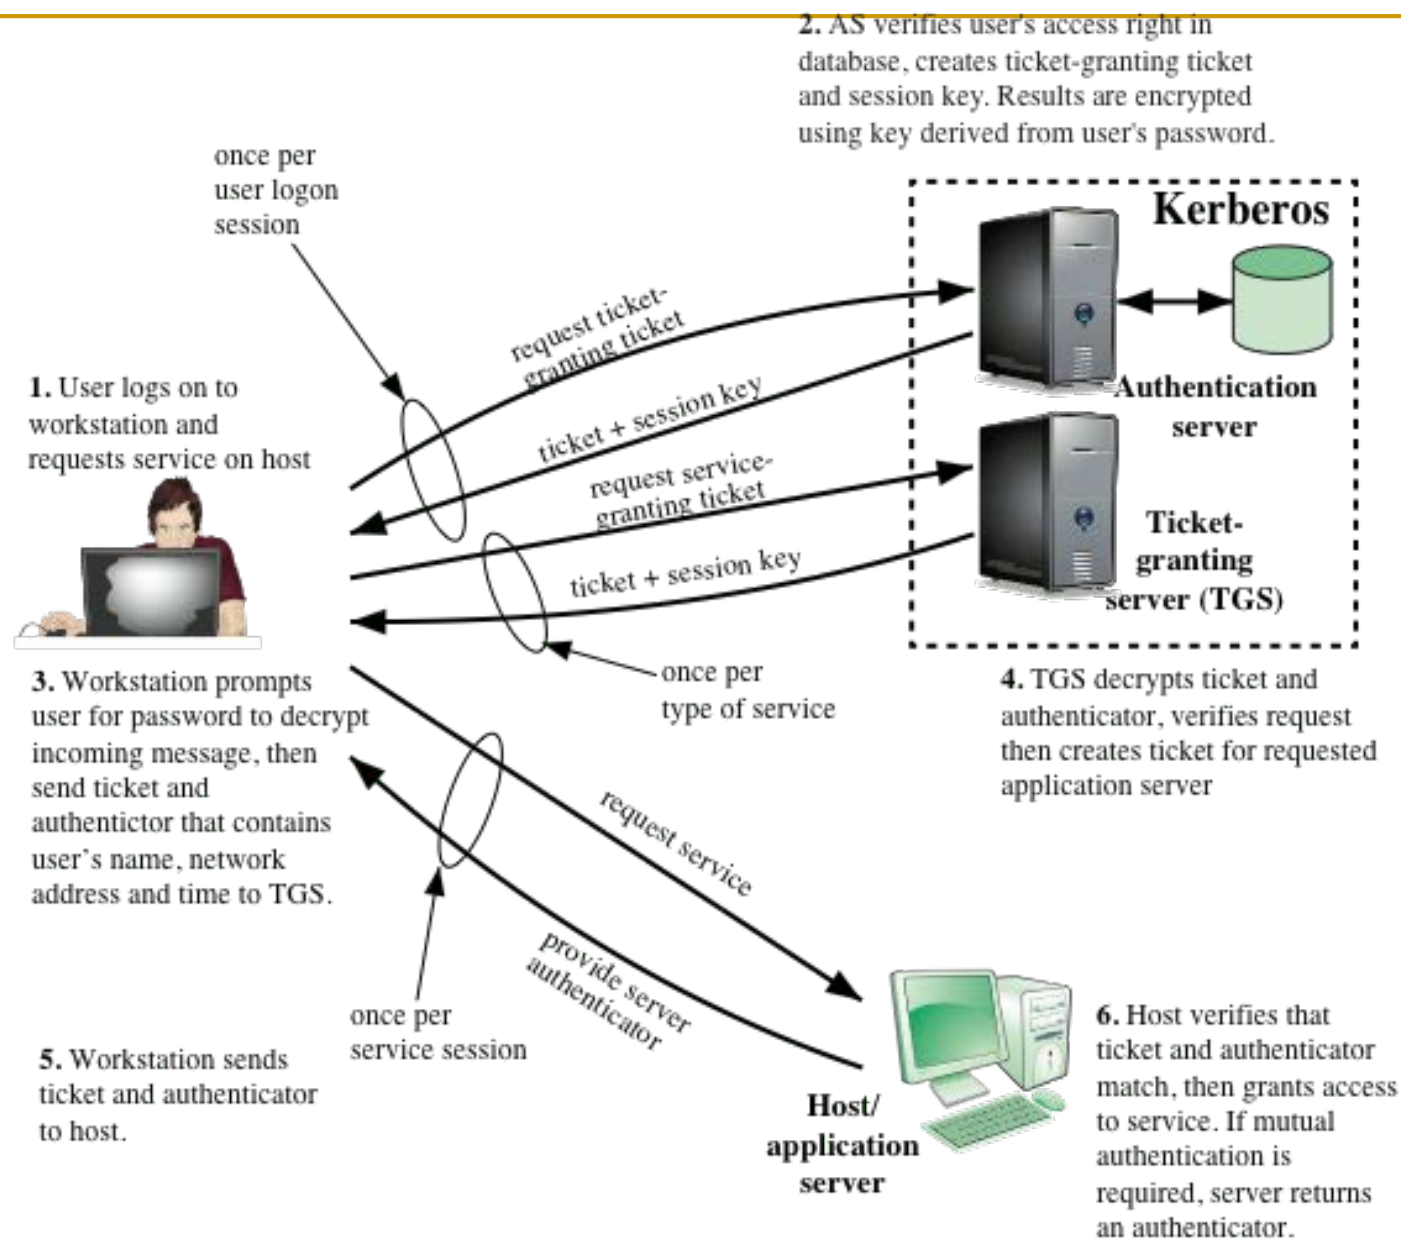 2. AS verifies user's access right in
database, creates ticket-granting ticket
and session key. Results are encrypted
using key derived from user's password.
once per
user logon
session
Kerberos
request ticket-
granting ticket
1. User logs on to
workstation and
requests service on host
ticket + session key
Authentication
server
request service-
granting ticket
Ticket-
granting
server (TGS)
ticket + session key
once per
type of service
3. Workstation prompts
user for password to decrypt
incoming message, then
send ticket and
authentictor that contains
user's name, network
address and time to TGS.
4. TGS decrypts ticket and
authenticator, verifies request
then creates ticket for requested
application server
request service
provide server
authenticator
once per
service session
5. Workstation sends
ticket and authenticator
to host.
Host/
application
server
6. Host verifies that
ticket and authenticator
match, then grants access
to service. If mutual
authentication is
required, server returns
an authenticator.